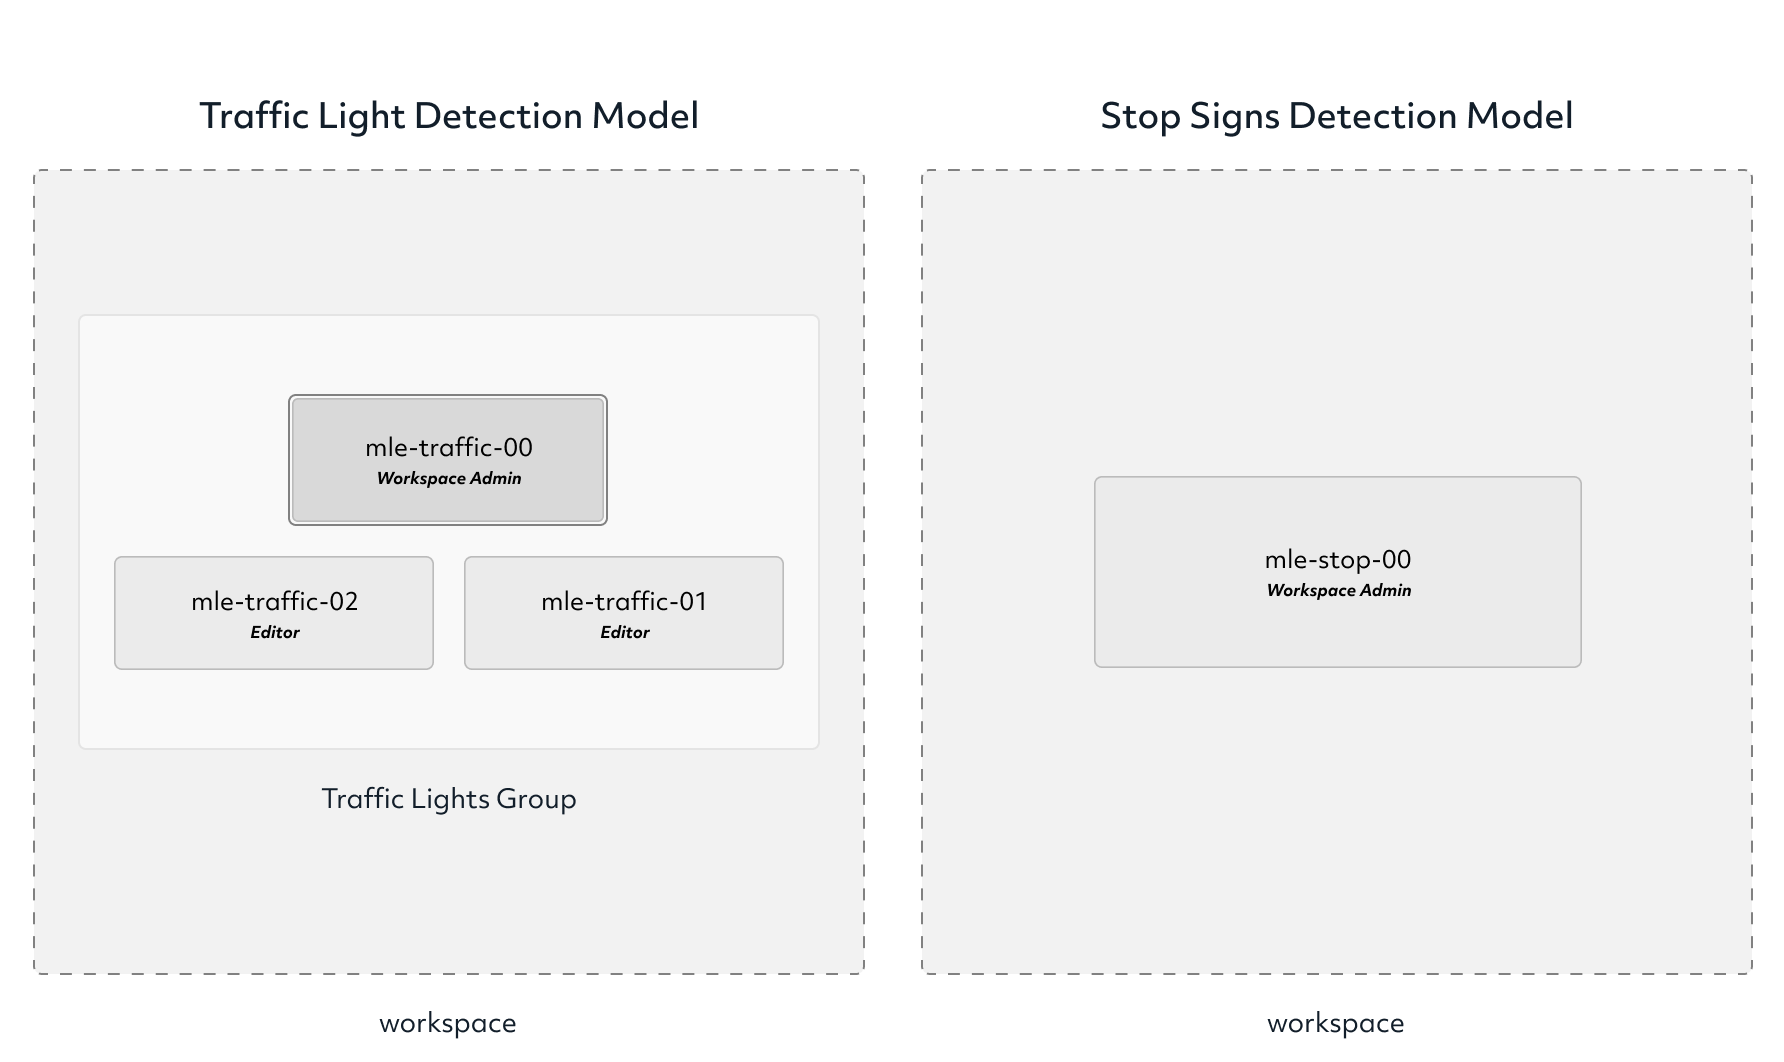 Traffic Light Detection Model
Stop Signs Detection Model
mle-traffic-00
Workspace Admin
mle-traffic-02
Editor
mle-traffic-01
Editor
Traffic Lights Group
mle-stop-00
Workspace Admin
workspace
workspace